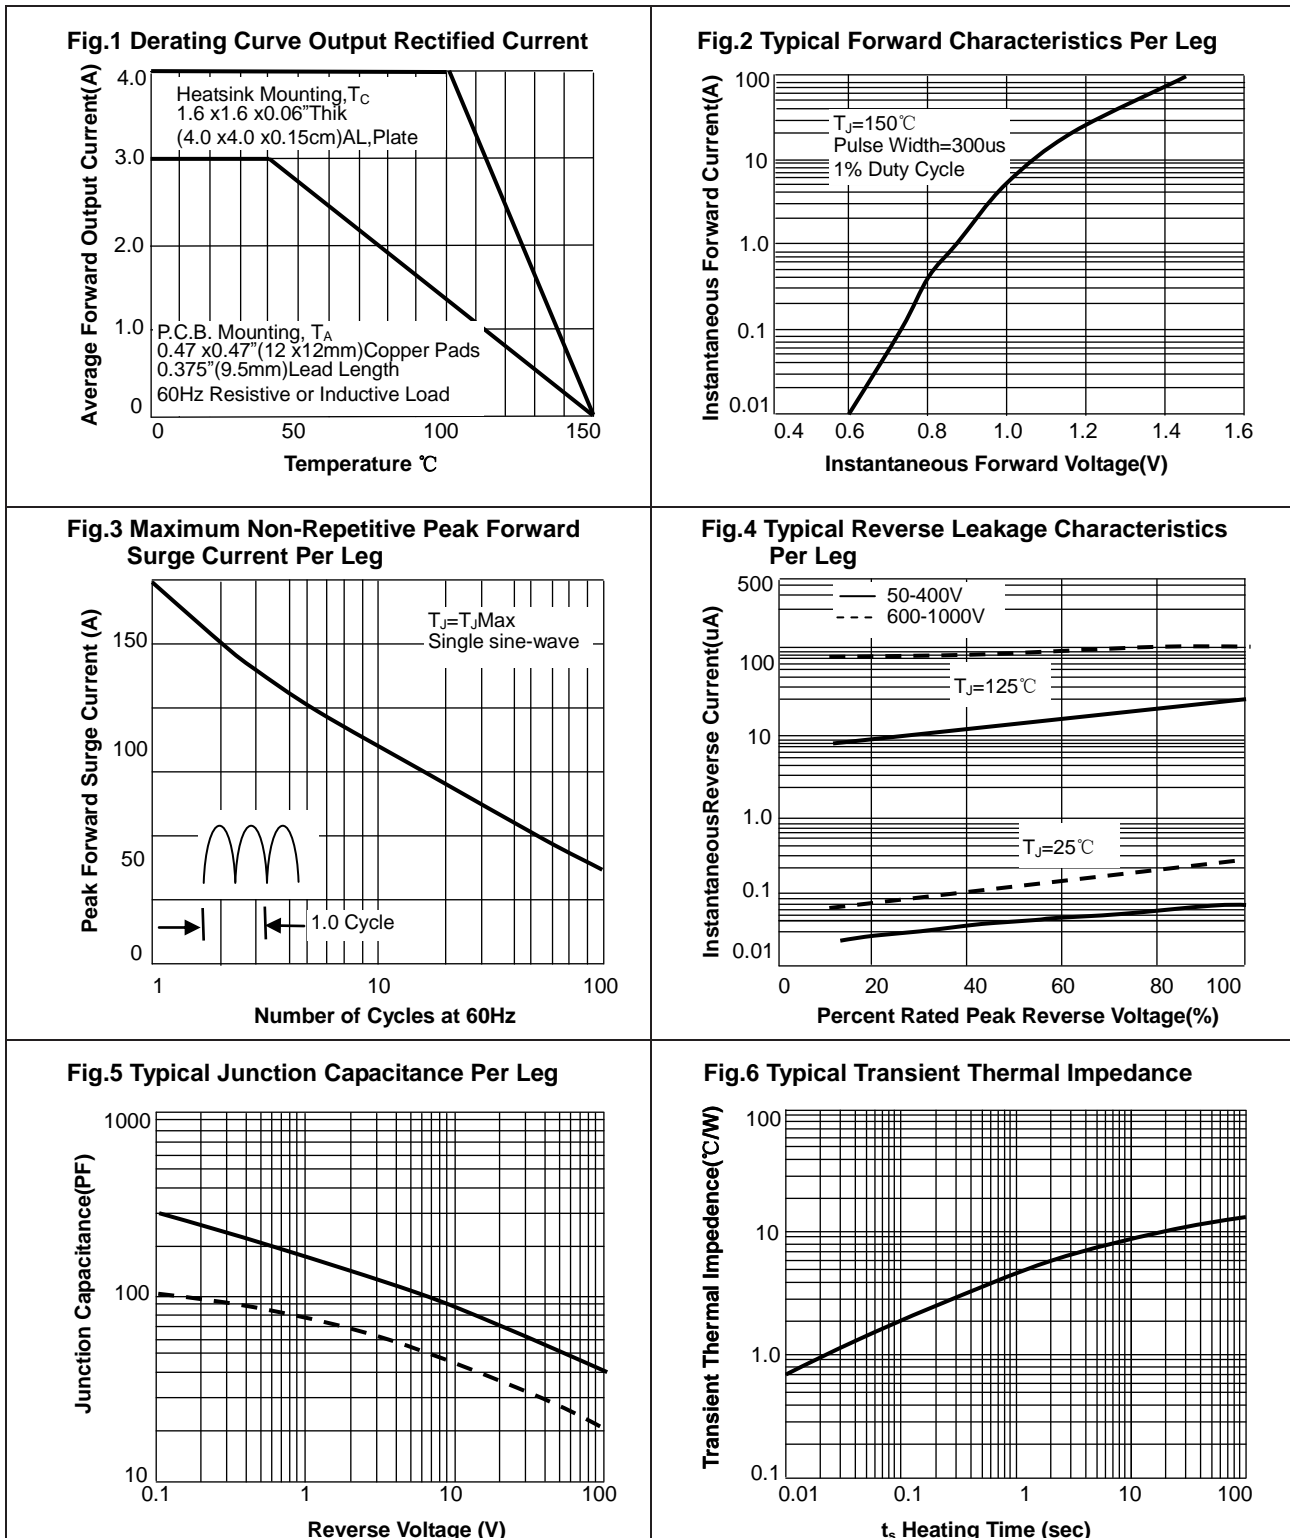 Fig.1 Derating Curve Output Rectified Current
Average Forward Output Current(A)
4.0
3.0
2.0
1.0
0
Heatsink Mounting,TC
1.6 x1.6 x0.06”Thik
(4.0 x4.0 x0.15cm)AL,Plate
P.C.B. Mounting, TA
0.47 x0.47”(12 x12mm)Copper Pads
0.375”(9.5mm)Lead Length
60Hz Resistive or Inductive Load
0 50 100 150
Temperature ℃
Fig.2 Typical Forward Characteristics Per Leg
Instantaneous Forward Current(uA)
100
10
1.0
0.1
0.01
TJ=150℃
Pulse Width=300us
1% Duty Cycle
0.4 0.6 0.8 1.0 1.2 1.4 1.6
Instantaneous Forward Voltage(V)
Fig.3 Maximum Non-Repetitive Peak Forward
Surge Current Per Leg
Peak Forward Surge Current (A)
150
100
50
0
TJ=TJMax
Single sine-wave
1.0 Cycle
1 10 100
Number of Cycles at 60Hz
Fig.4 Typical Reverse Leakage Characteristics
Per Leg
InstantaneousReverse Current(uA)
500
100
10
1.0
0.1
0.01
50-400V
600-1000V
TJ=125℃
TJ=25℃
0 20 40 60 80 100
Percent Rated Peak Reverse Voltage(%)
Fig.5 Typical Junction Capacitance Per Leg
Junction Capacitance(PF)
1000
100
10
0.1 1 10 100
Reverse Voltage (V)
Fig.6 Typical Transient Thermal Impedance
Transient Thermal Impedence(℃/W)
100
10
1.0
0.1
0.01 0.1 1 10 100
ts Heating Time (sec)